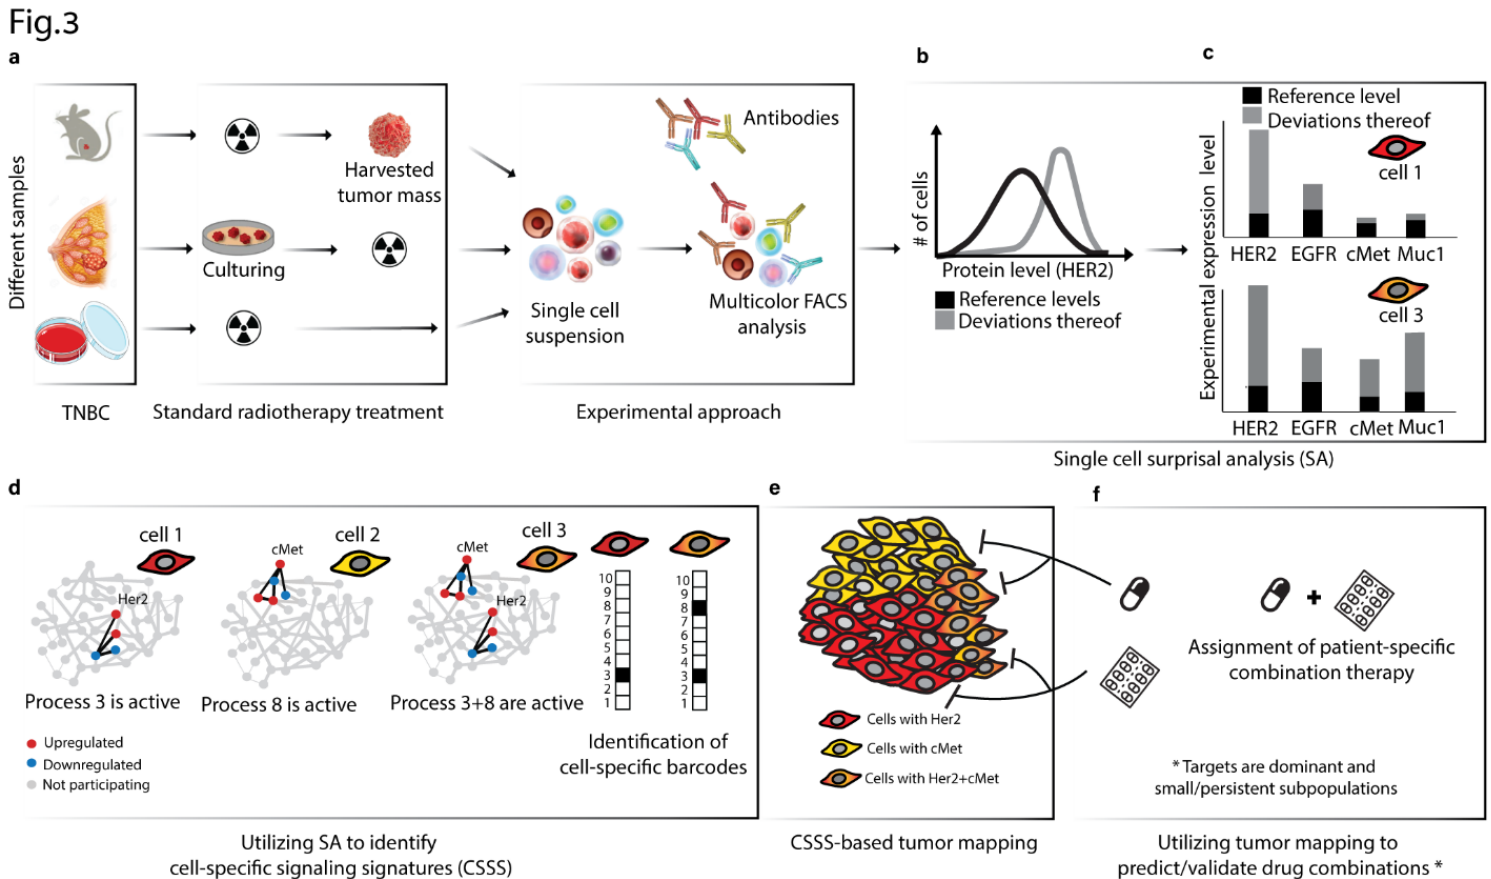 Fig.3
a
Different samples
Harvested
tumor mass
Culturing
TNBC
Standard radiotherapy treatment
Antibodies
Single cell
suspension
Multicolor FACS
analysis
Experimental approach
b
# of cells
Protein level (HER2)
Reference levels
Deviations thereof
c
Experimental expression level
Reference level
Deviations thereof
cell 1
HER2 EGFR cMet Muc1
cell 3
HER2 EGFR cMet Muc1
Single cell surprisal analysis (SA)
d
cell 1
Her2
Process 3 is active
cell 2
cMet
Process 8 is active
cell 3
cMet
Her2
Process 3+8 are active
10
9
8
7
6
5
4
3
2
1
10
9
8
7
6
5
4
3
2
1
Identification of
cell-specific barcodes
Upregulated
Downregulated
Not participating
Utilizing SA to identify
cell-specific signaling signatures (CSSS)
e
Cells with Her2
Cells with cMet
Cells with Her2+cMet
CSSS-based tumor mapping
f
+
Assignment of patient-specific
combination therapy
* Targets are dominant and
small/persistent subpopulations
Utilizing tumor mapping to
predict/validate drug combinations *